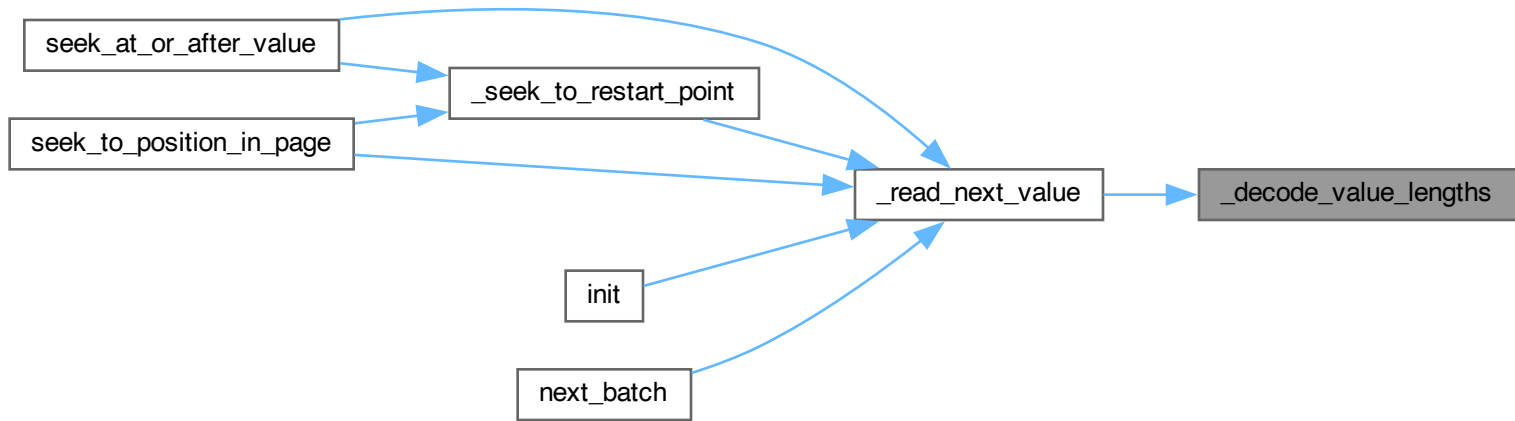 seek_at_or_after_value
_seek_to_restart_point
seek_to_position_in_page
_read_next_value
_decode_value_lengths
init
next_batch